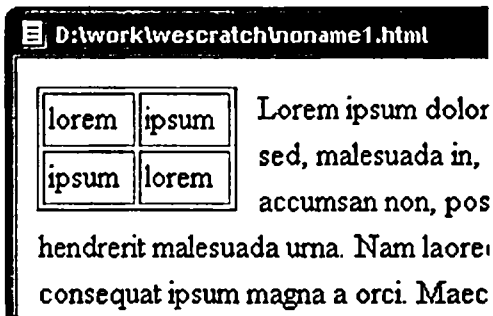 D:\work\wescratch\noname1.html
lorem ipsum
ipsum lorem
Lorem ipsum dolor
sed, malesuada in,
accumsan non, pos
hendrerit malesuada urna. Nam laore
consequat ipsum magna a orci. Maec